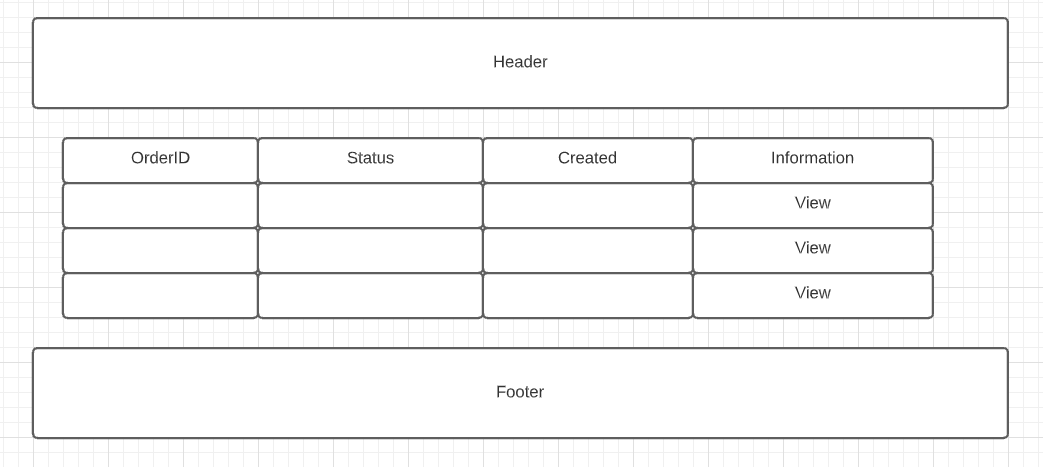 Header
OrderID Status Created Information
View
View
View
Footer